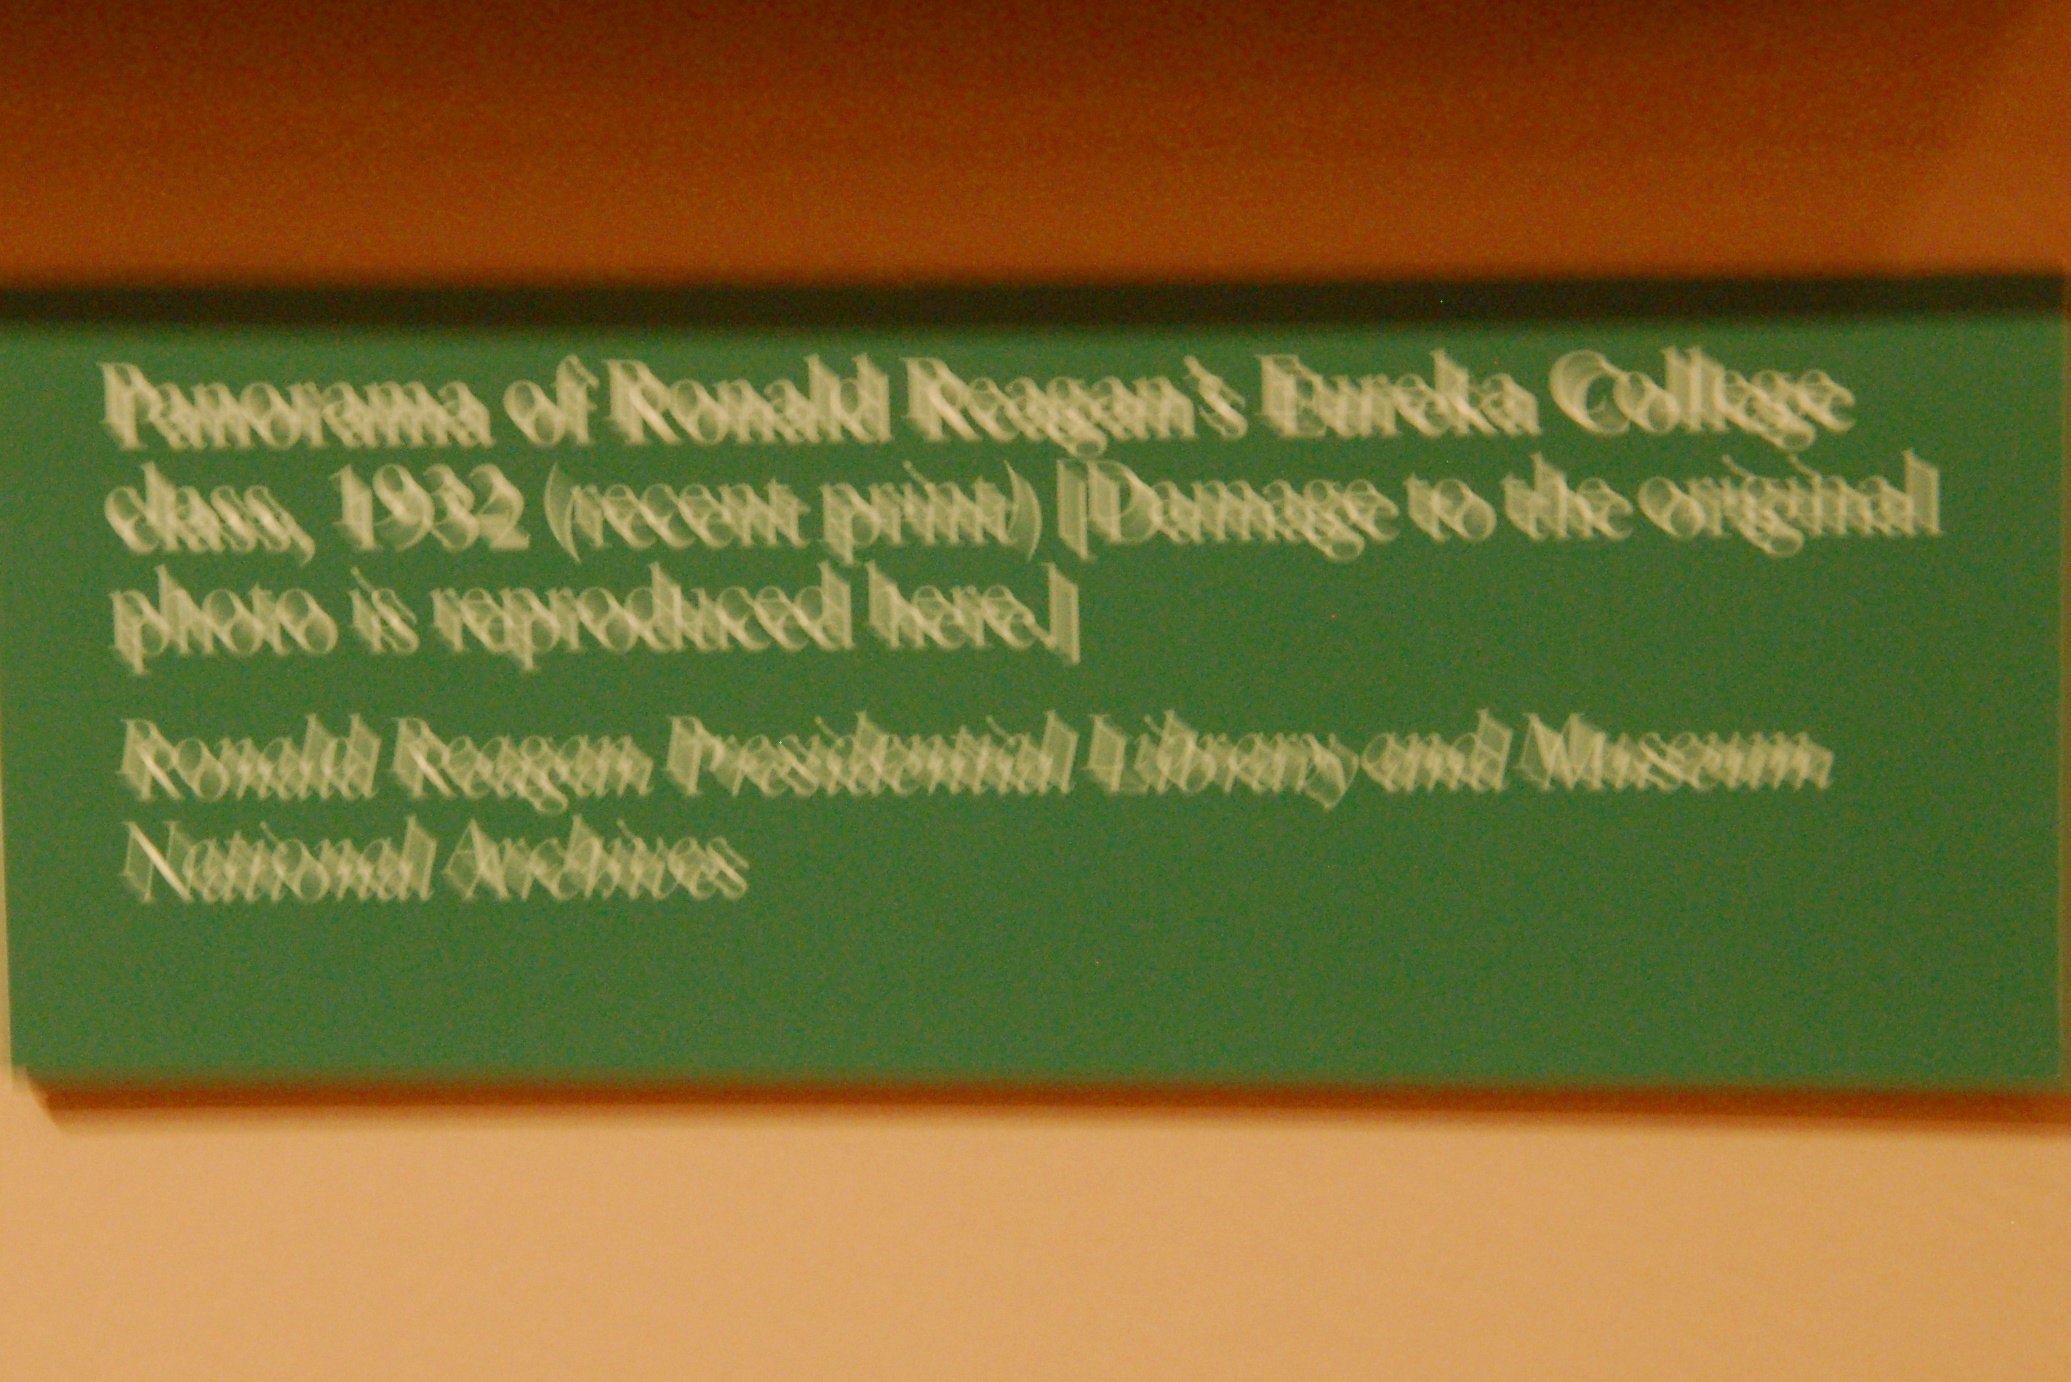 Panorama of Ronald Reagan's Eureka College
class, 1932 (recent print) [Damage to the original
photo is reproduced here.]
Ronald Reagan Presidential Library and Museum
National Archives